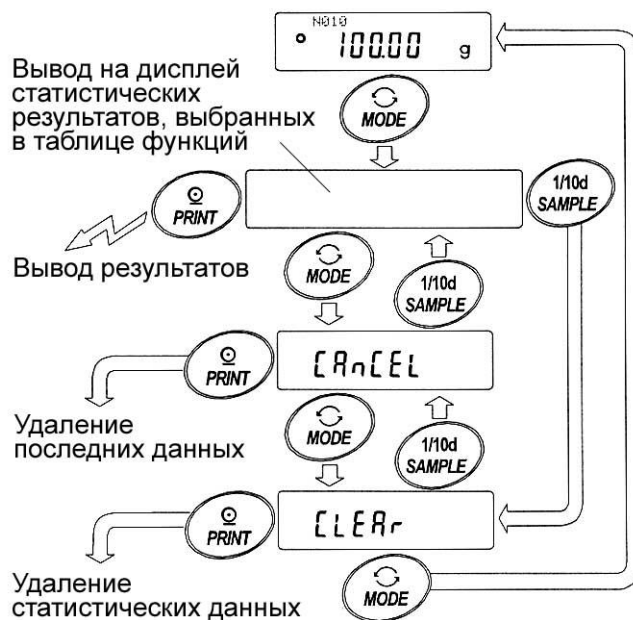 N010
100.00 g
Вывод на дисплей
статистических
результатов, выбранных
в таблице функций
MODE
PRINT
1/10d
SAMPLE
Вывод результатов
MODE
1/10d
SAMPLE
PRINT
CAnCEL
Удаление
последних данных
MODE
1/10d
SAMPLE
PRINT
CLEAr
Удаление
статистических данных
MODE